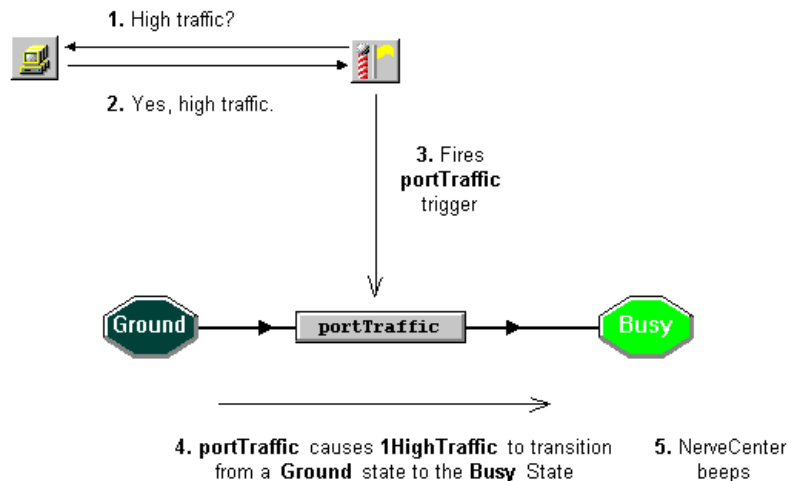 1. High traffic?
2. Yes, high traffic.
3. Fires
portTraffic
trigger
Ground
portTraffic
Busy
4. portTraffic causes 1HighTraffic to transition
from a Ground state to the Busy State
5. NerveCenter
beeps